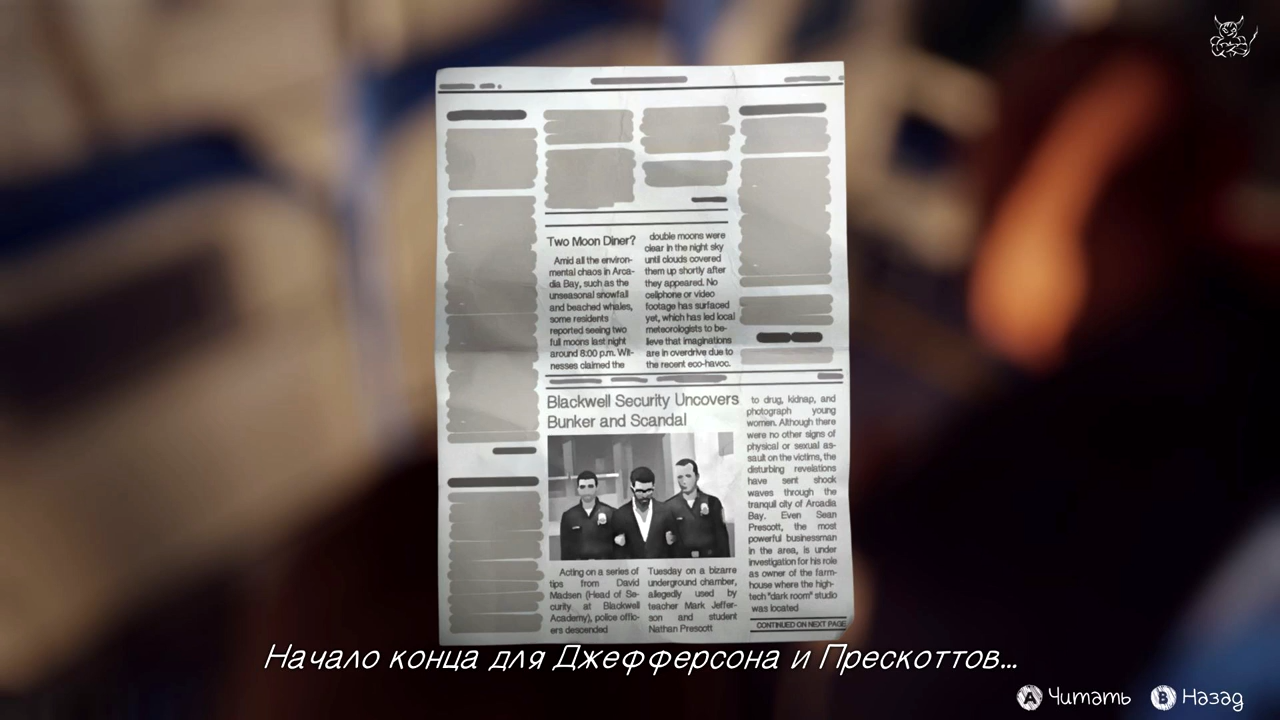 Two Moon Diner?
Amid all the environ-
mental chaos in Arca-
dia Bay, such as the
unseasonal snowfall
and beached whales,
some residents
reported seeing two
full moons last night
around 8:00 p.m. Wit-
nesses claimed the
double moons were
clear in the night sky
until clouds covered
them up shortly after
they appeared. No
cellphone or video
footage has surfaced
yet, which has led local
meteorologists to be-
lieve that imaginations
are in overdrive due to
the recent eco-havoc.
Blackwell Security Uncovers
Bunker and Scandal
Acting on a series of
tips from David
Madsen (Head of Se-
curity at Blackwell
Academy), police offic-
ers descended
Tuesday on a bizarre
underground chamber,
allegedly used by
teacher Mark Jeffer-
son and student
Nathan Prescott
to drug, kidnap, and
photograph young
women. Although there
were no other signs of
physical or sexual as-
sault on the victims, the
disturbing revelations
have sent shock
waves through the
tranquil city of Arcadia
Bay. Even Sean
Prescott, the most
powerful businessman
in the area, is under
investigation for his role
as owner of the farm-
house where the high-
tech "dark room" studio
was located
CONTINUED ON NEXT PAGE
Начало конца для Джефферсона и Прескоттов...
A Читать B Назад